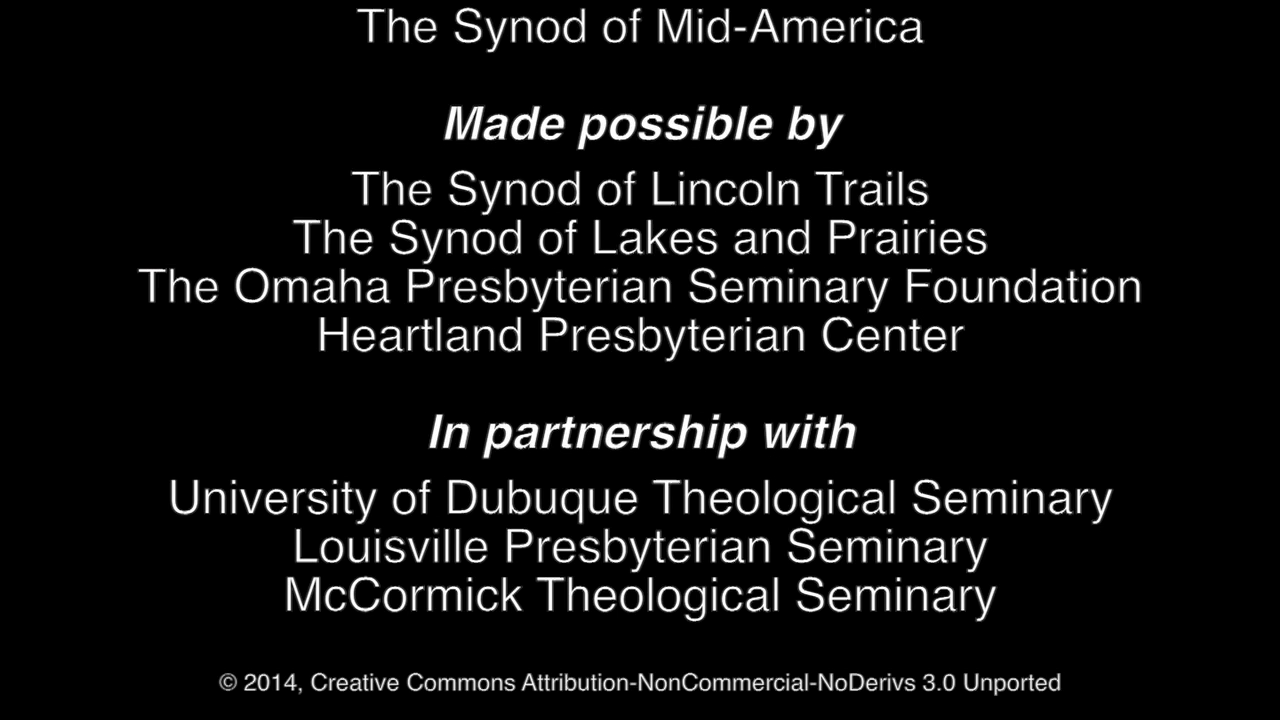 The Synod of Mid-America
Made possible by
The Synod of Lincoln Trails
The Synod of Lakes and Prairies
The Omaha Presbyterian Seminary Foundation
Heartland Presbyterian Center
In partnership with
University of Dubuque Theological Seminary
Louisville Presbyterian Seminary
McCormick Theological Seminary
© 2014, Creative Commons Attribution-NonCommercial-NoDerivs 3.0 Unported